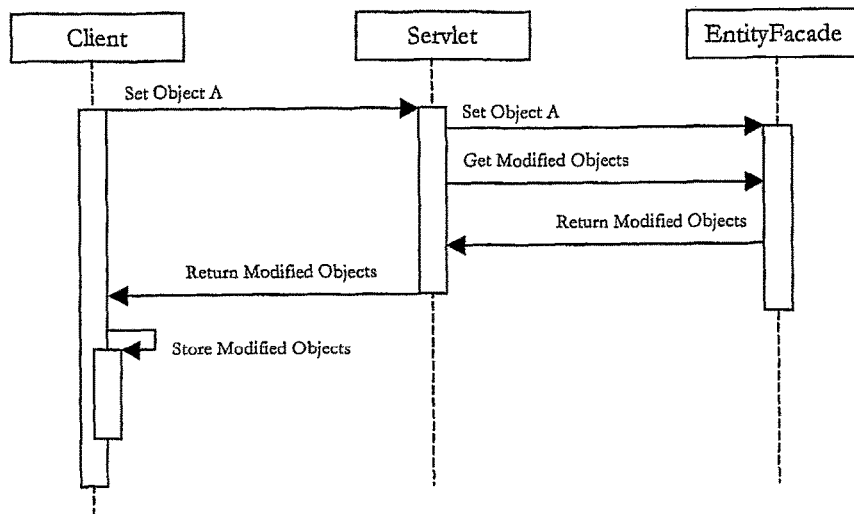 Client
Servlet
EntityFacade
Set Object A
Set Object A
Get Modified Objects
Return Modified Objects
Return Modified Objects
Store Modified Objects